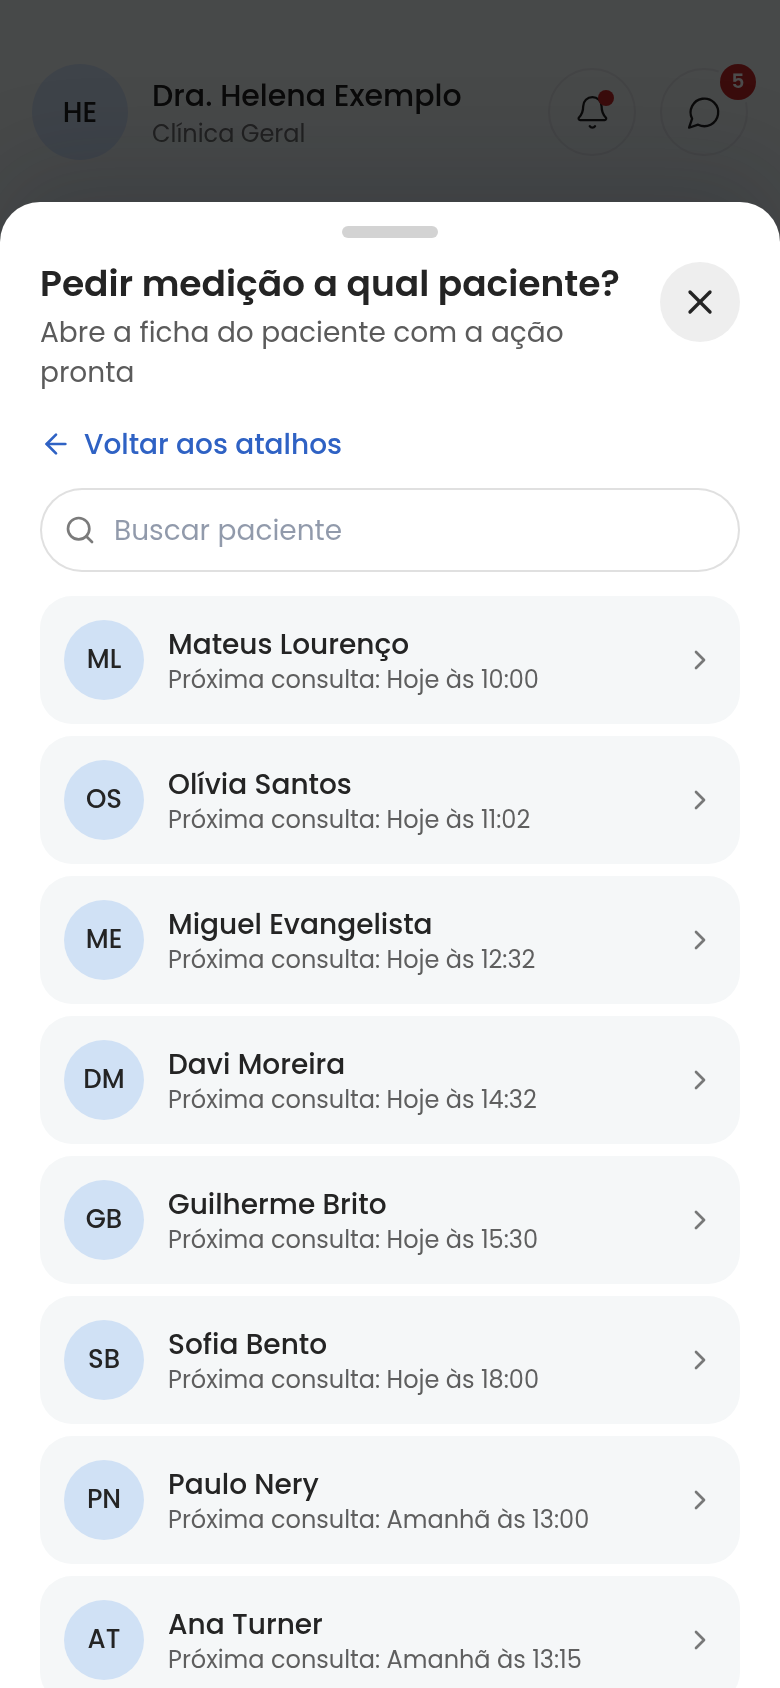 HE
Dra. Helena Exemplo
Clínica Geral
5
Pedir medição a qual paciente?
Abre a ficha do paciente com a ação
pronta
Voltar aos atalhos
Buscar paciente
ML
Mateus Lourenço
Próxima consulta: Hoje às 10:00
OS
Olívia Santos
Próxima consulta: Hoje às 11:02
ME
Miguel Evangelista
Próxima consulta: Hoje às 12:32
DM
Davi Moreira
Próxima consulta: Hoje às 14:32
GB
Guilherme Brito
Próxima consulta: Hoje às 15:30
SB
Sofia Bento
Próxima consulta: Hoje às 18:00
PN
Paulo Nery
Próxima consulta: Amanhã às 13:00
AT
Ana Turner
Próxima consulta: Amanhã às 13:15